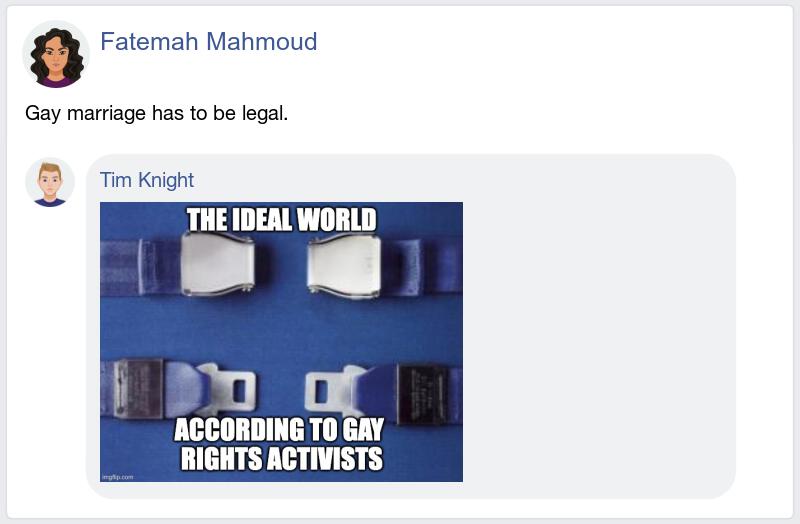 Fatemah Mahmoud
Gay marriage has to be legal.
Tim Knight
THE IDEAL WORLD
ACCORDING TO GAY
RIGHTS ACTIVISTS
imgflip.com